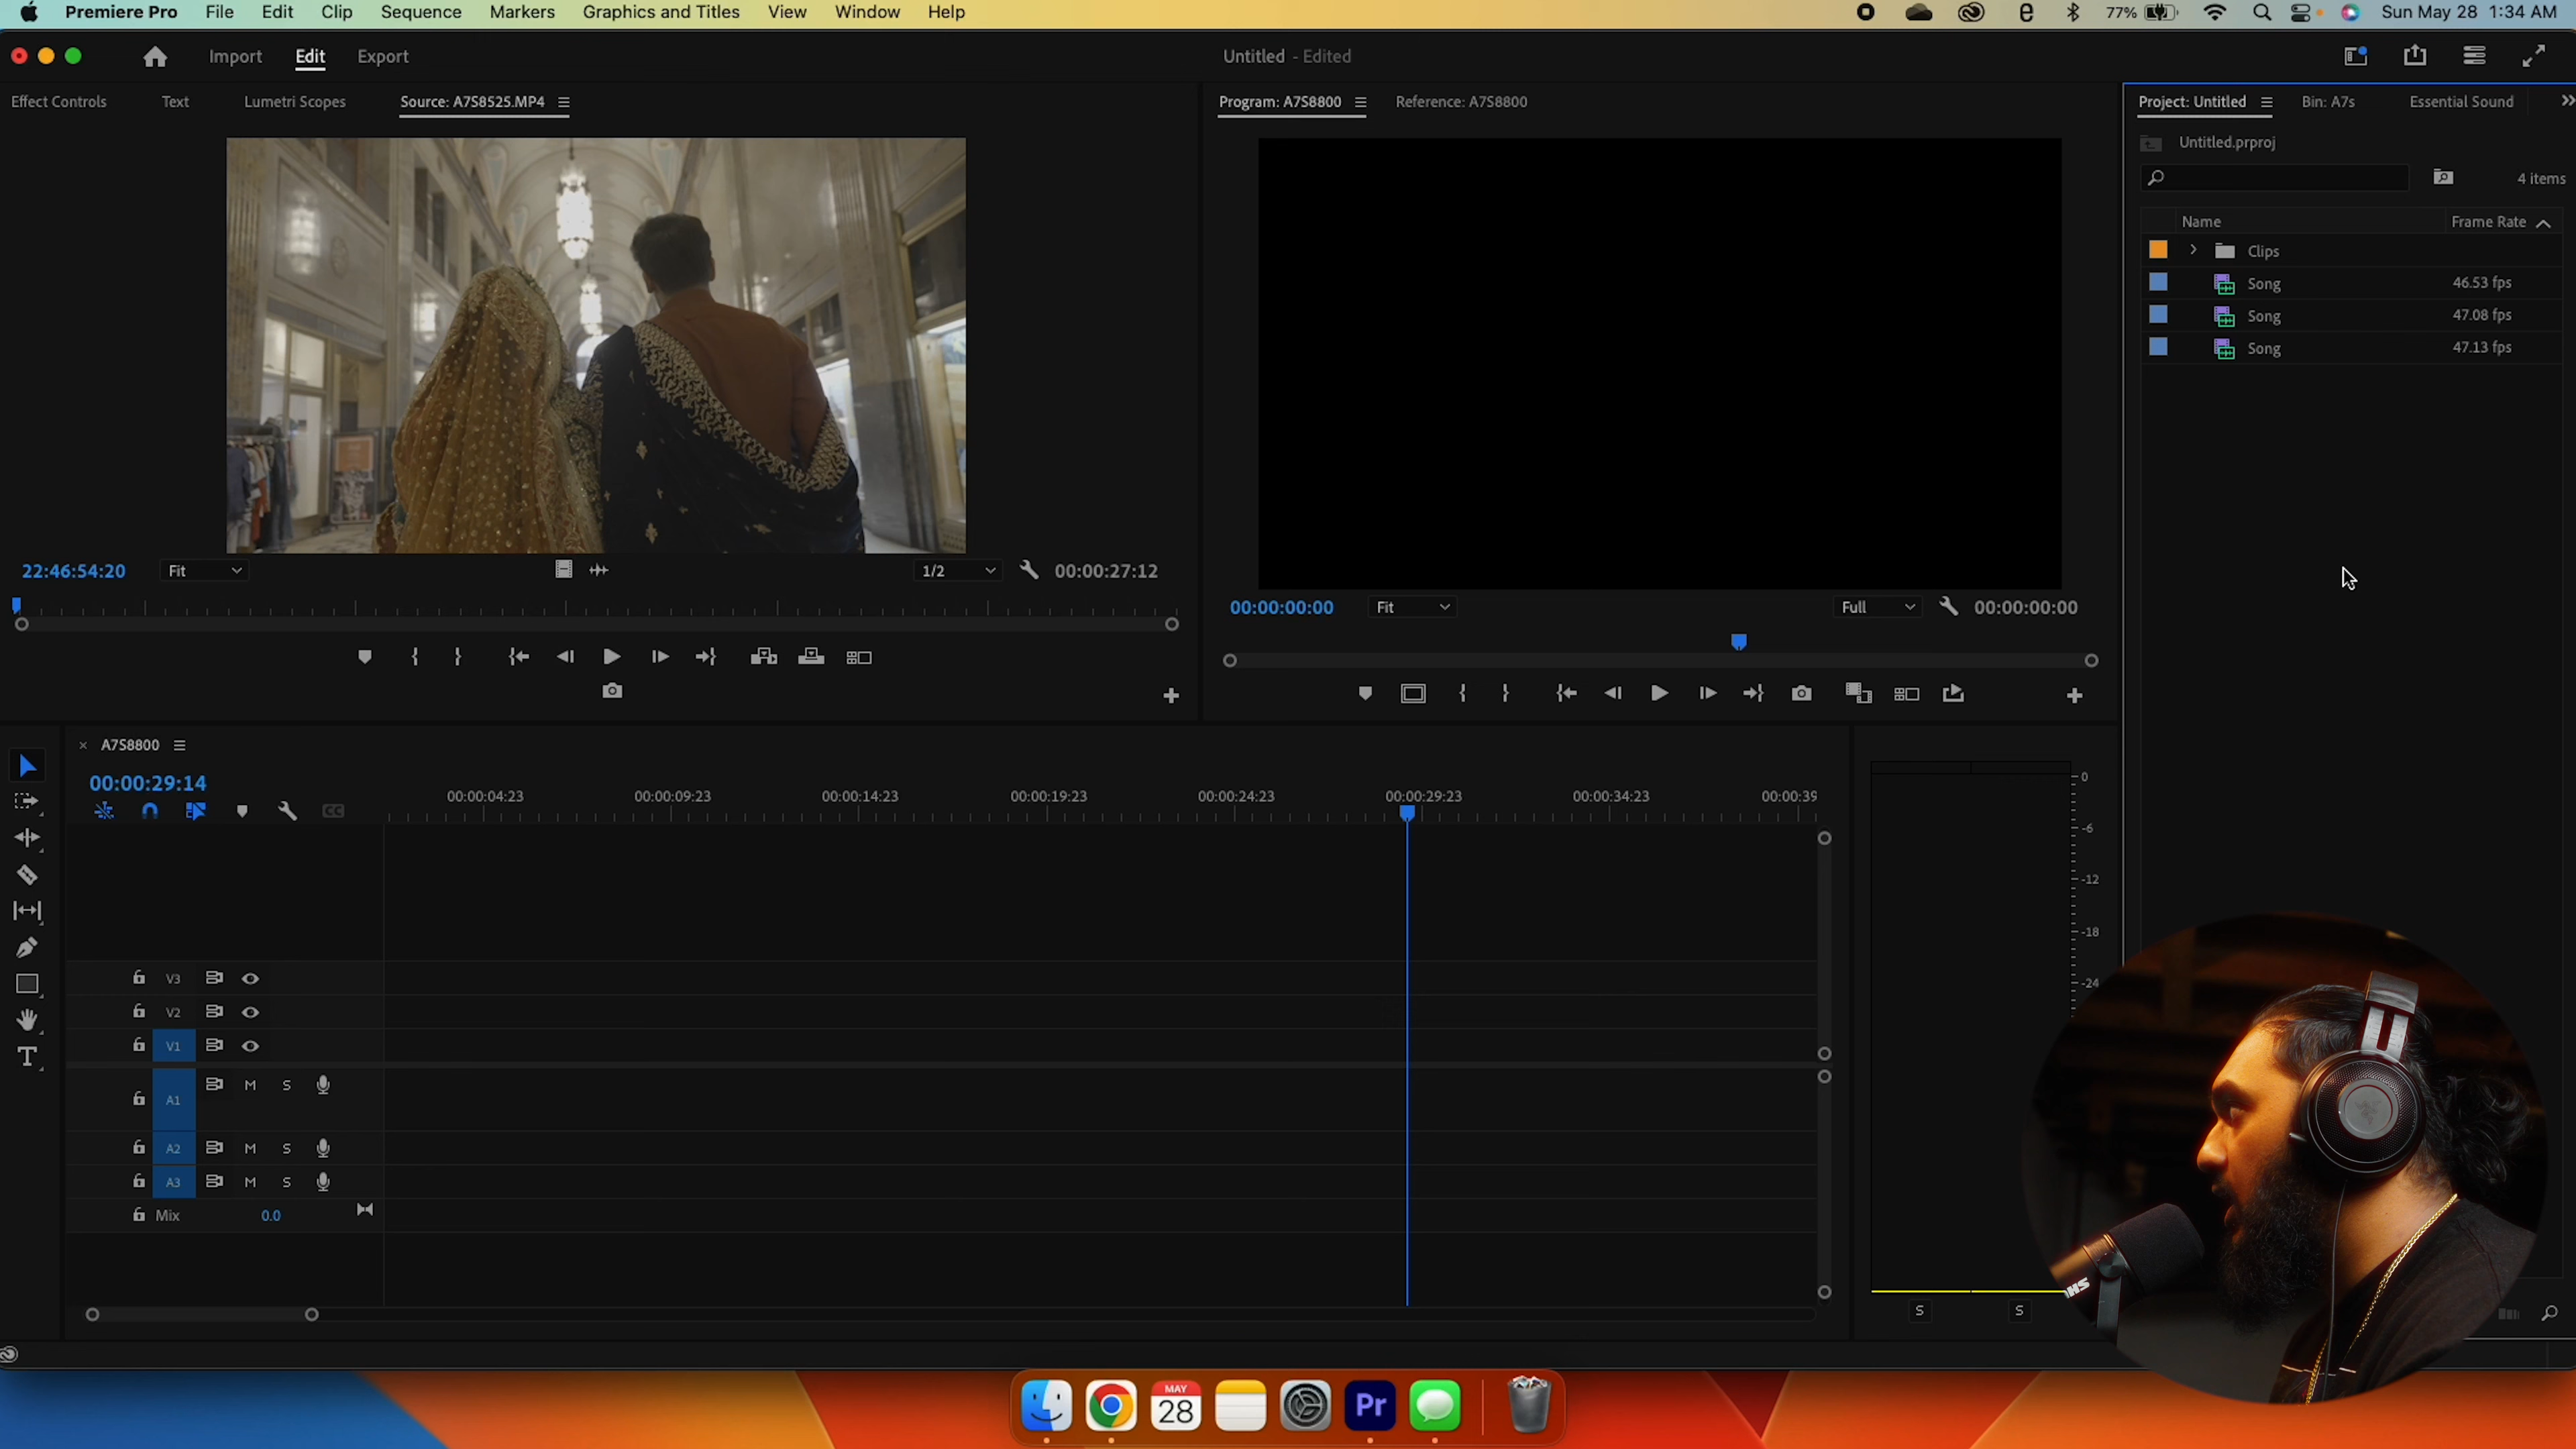 Premiere Pro File Edit Clip Sequence Markers Graphics and Titles View Window Help 77% Sun May 28 1:34 AM
Import Edit Export Untitled - Edited
Effect Controls Text Lumetri Scopes Source: A7S8525.MP4 Program: A7S8800 Reference: A7S8800 Project: Untitled Bin: A7s Essential Sound
Untitled.prproj
4 items
Name Frame Rate
Clips
Song 46.53 fps
Song 47.08 fps
Song 47.13 fps
22:46:54:20 Fit 1/2 00:00:27:12
00:00:00:00 Fit Full 00:00:00:00
A7S8800
00:00:29:14
00:00:04:23 00:00:09:23 00:00:14:23 00:00:19:23 00:00:24:23 00:00:29:23 00:00:34:23 00:00:39
CC
0
-6
-12
-18
-24
V3
V2
V1
A1 M S
A2 M S
A3 M S
Mix 0.0
S S
T
MAY
28
Pr